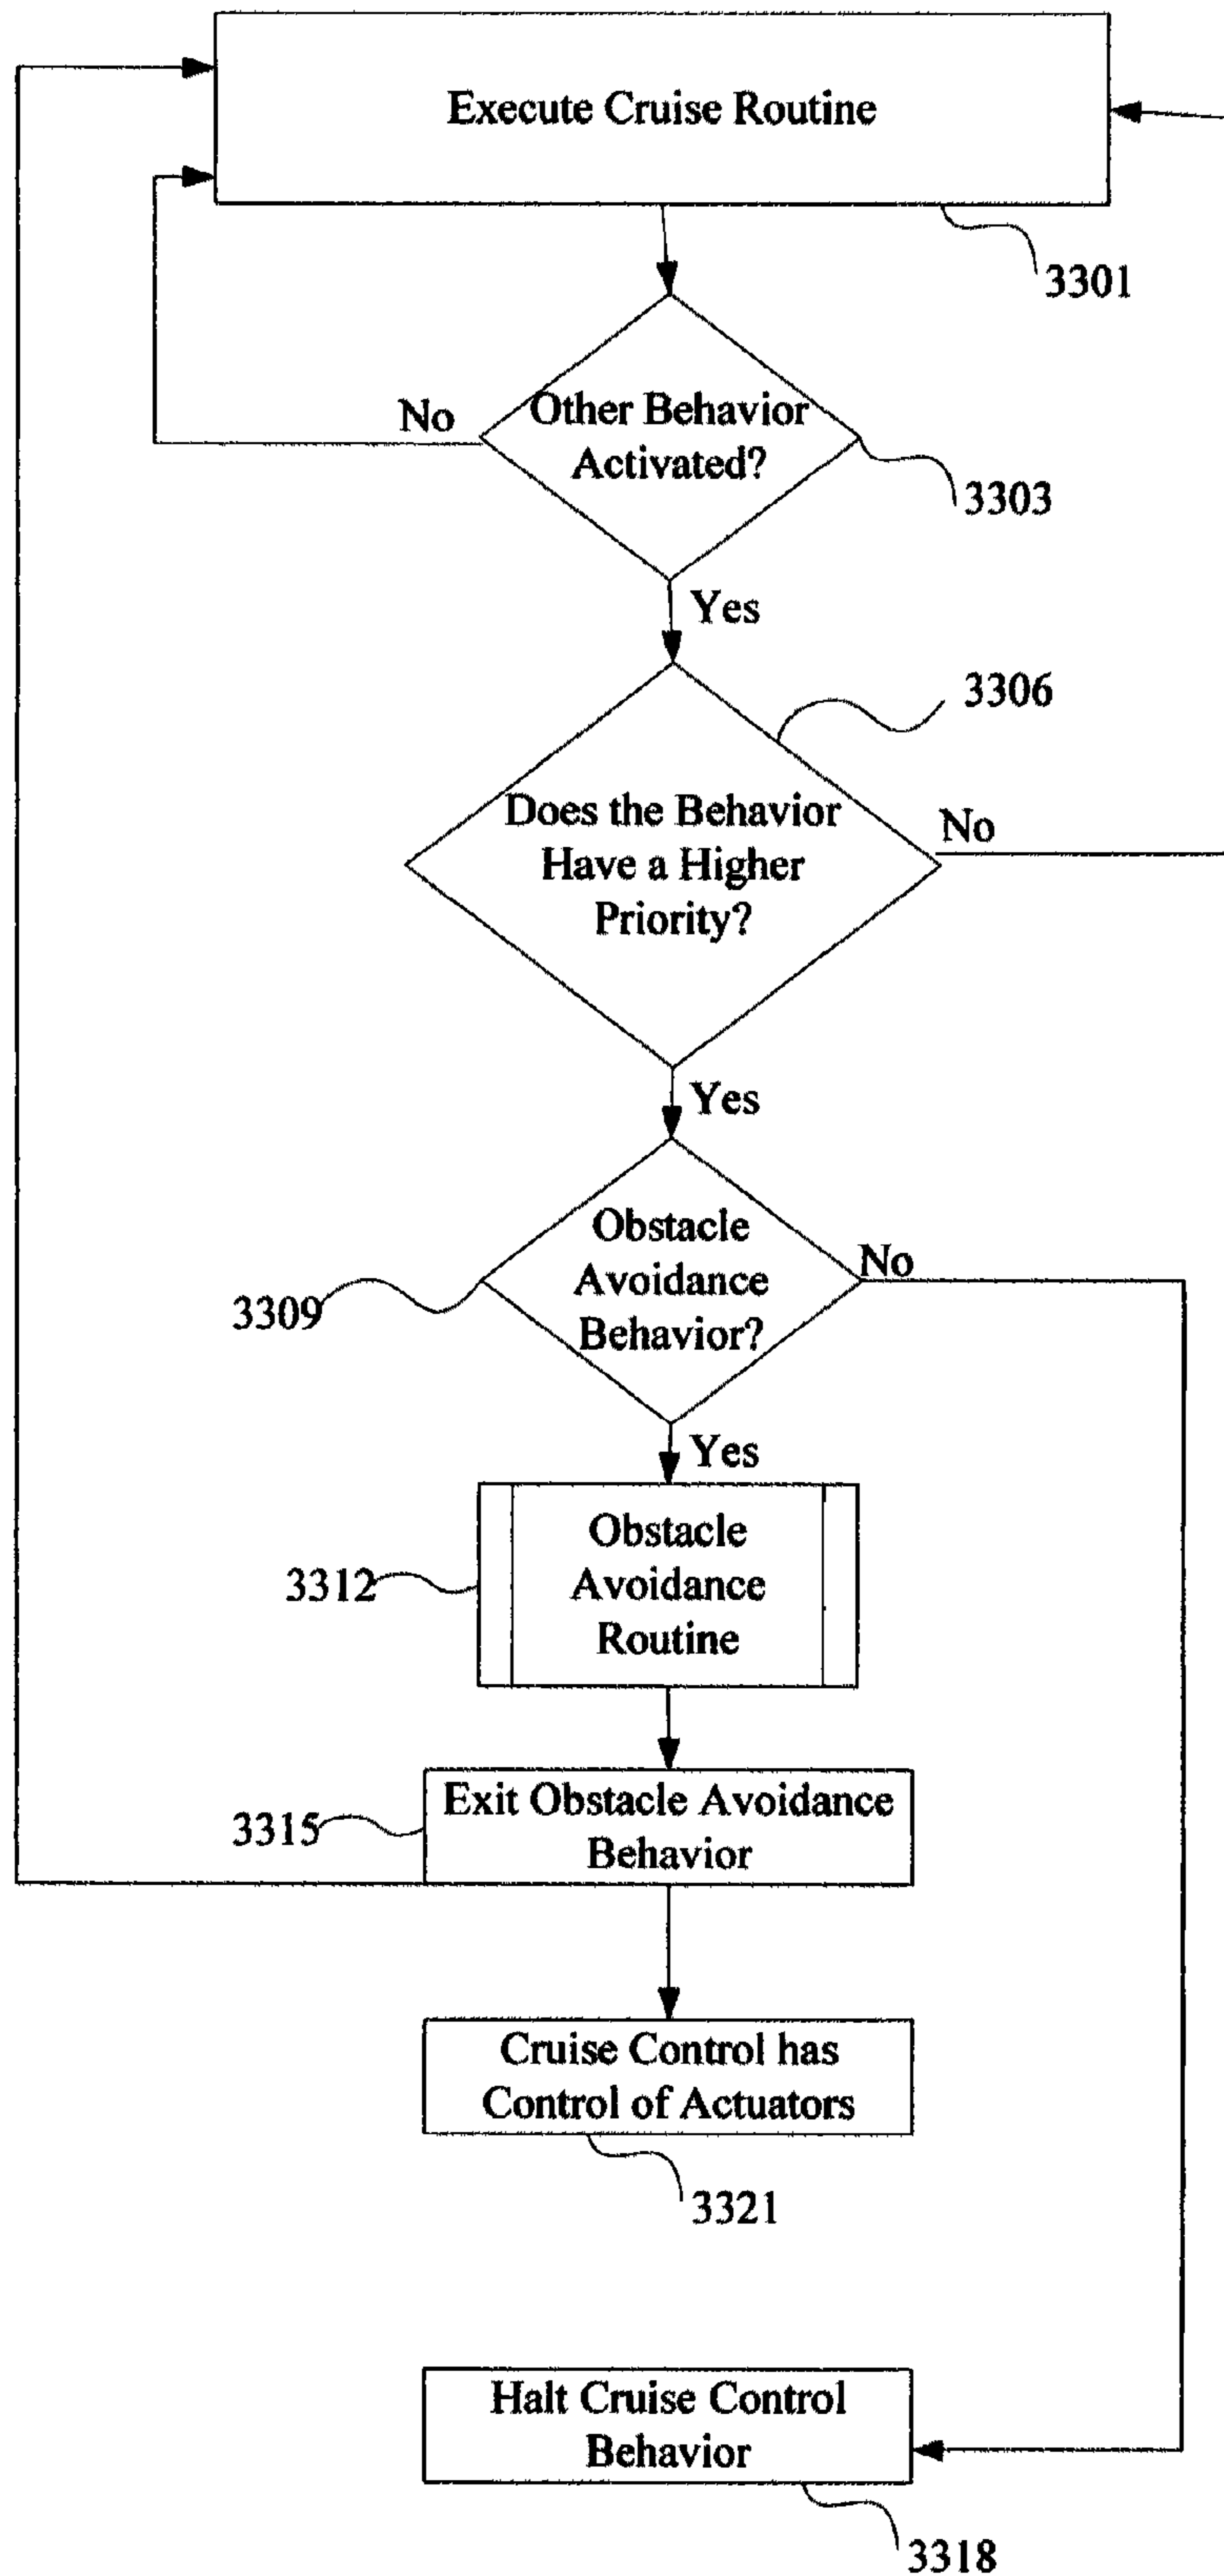 Execute Cruise Routine
3301
Other Behavior
Activated?
No
3303
Yes
3306
Does the Behavior
Have a Higher
Priority?
No
Yes
Obstacle
Avoidance
Behavior?
No
3309
Yes
Obstacle
Avoidance
Routine
3312
Exit Obstacle Avoidance
Behavior
3315
Cruise Control has
Control of Actuators
3321
Halt Cruise Control
Behavior
3318